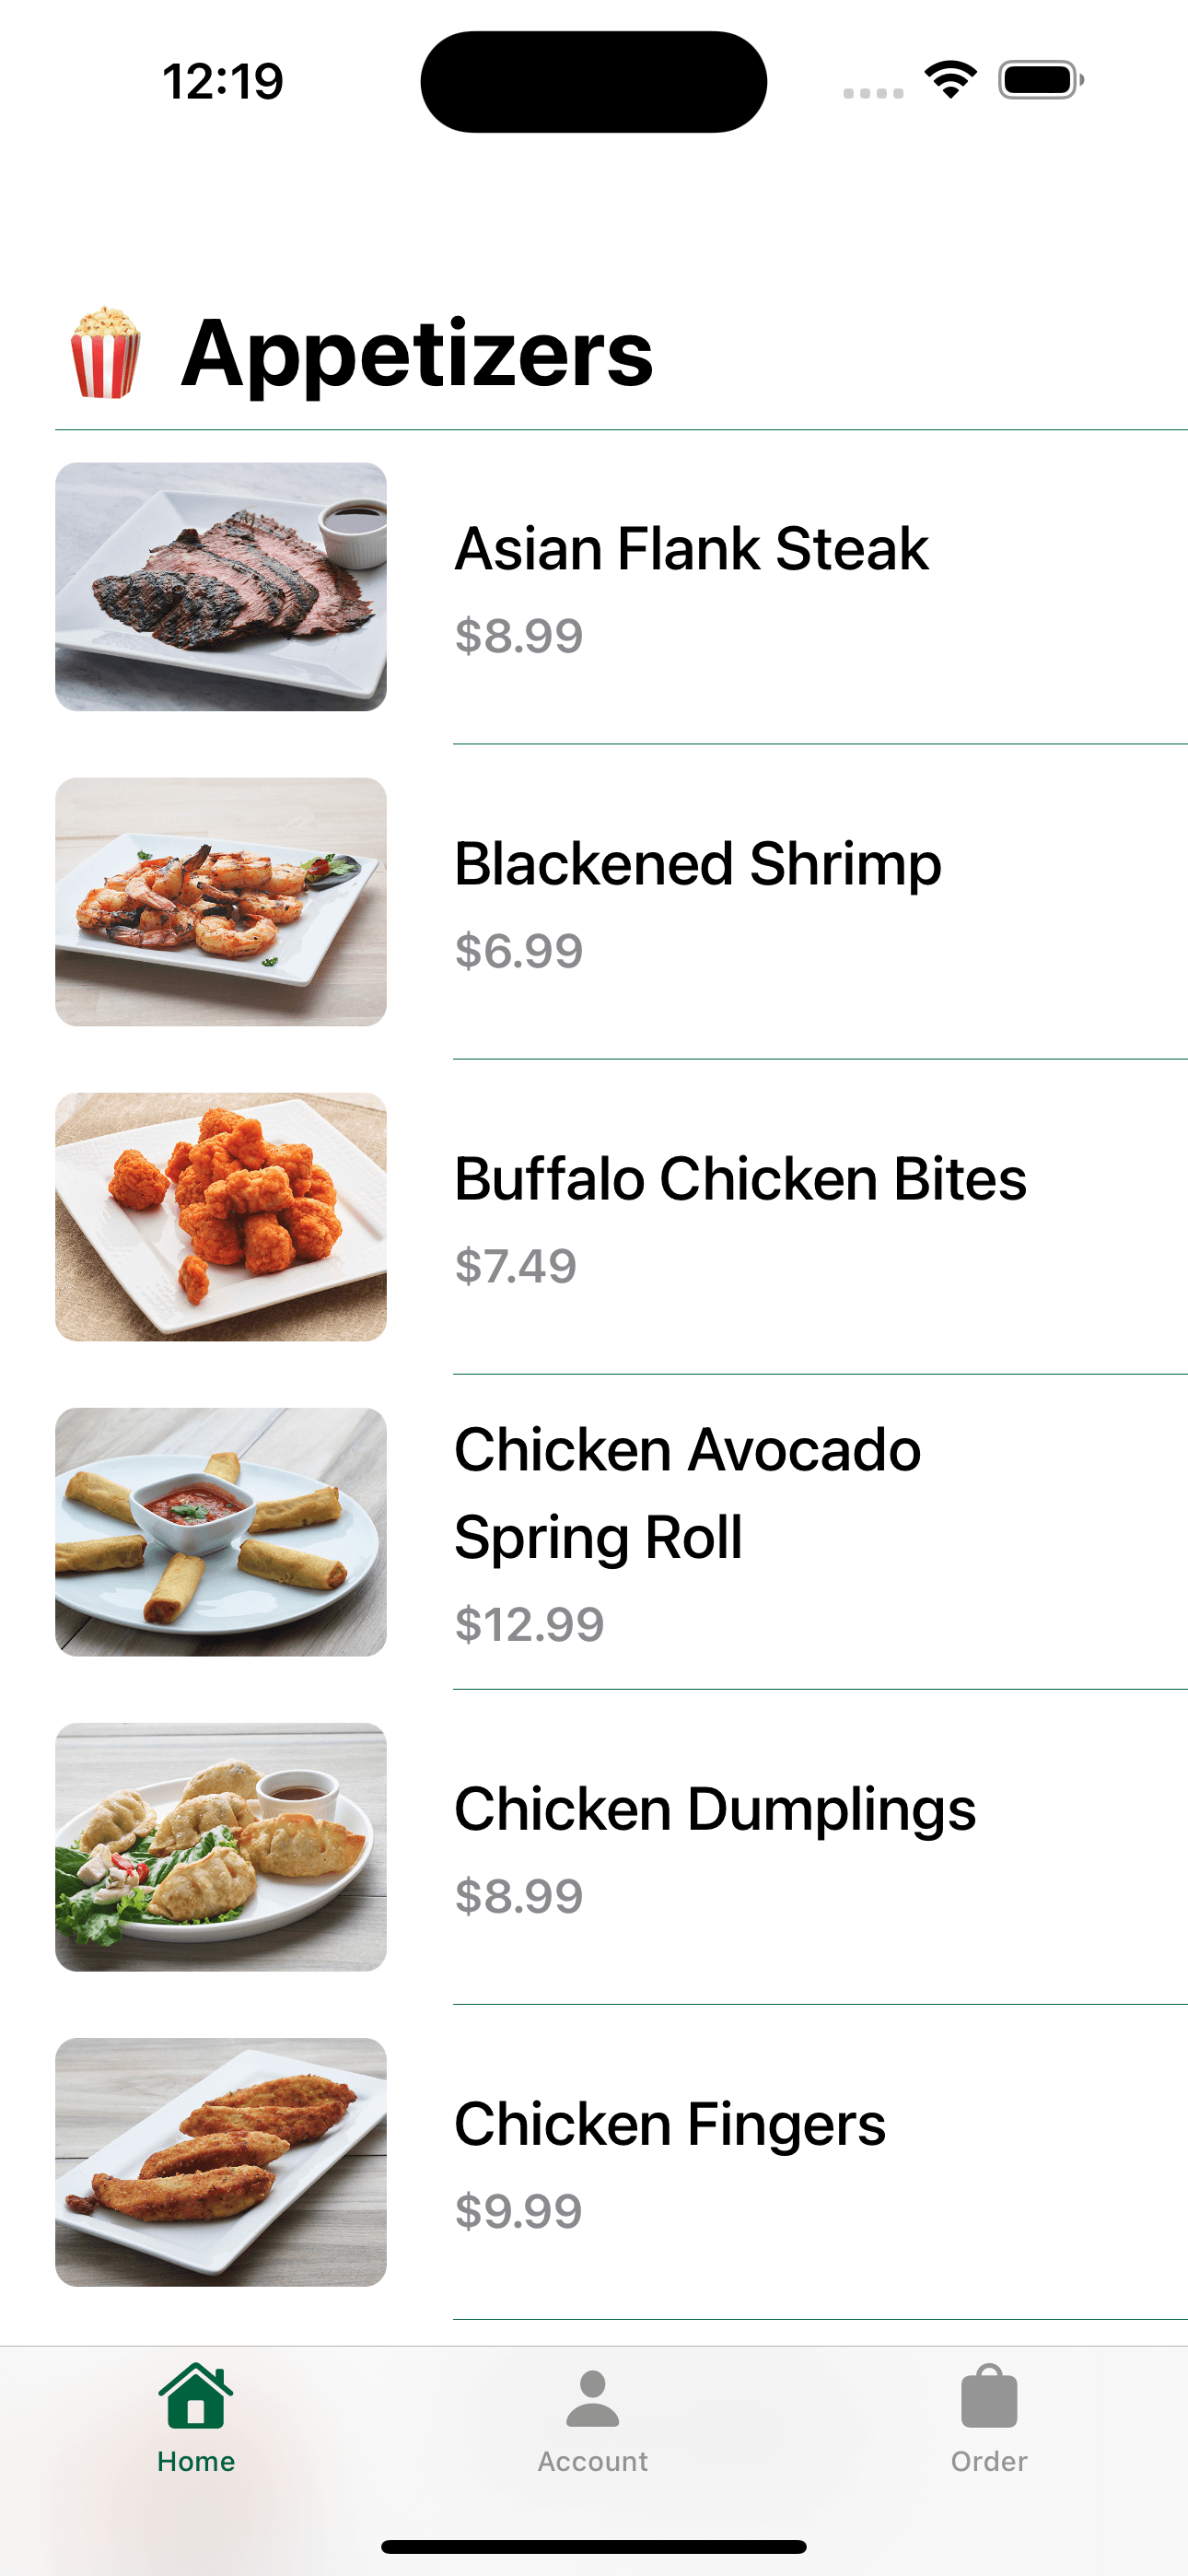 12:19
Appetizers
Asian Flank Steak
$8.99
Blackened Shrimp
$6.99
Buffalo Chicken Bites
$7.49
Chicken Avocado
Spring Roll
$12.99
Chicken Dumplings
$8.99
Chicken Fingers
$9.99
Home
Account
Order